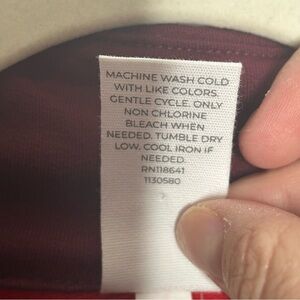 MACHINE WASH COLD
WITH LIKE COLORS.
GENTLE CYCLE. ONLY
NON CHLORINE
BLEACH WHEN
NEEDED. TUMBLE DRY
LOW. COOL IRON IF
NEEDED.
RN118641
1130580